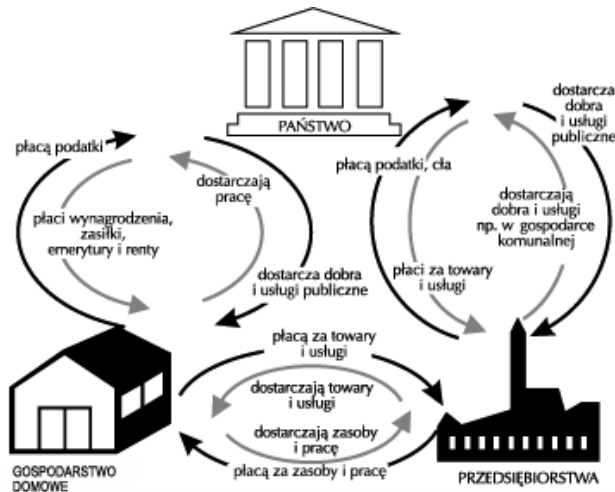 PAŃSTWO
płacą podatki
dostarczają
pracę
płaci wynagrodzenia,
zasiłki,
emerytury i renty
dostarcza dobra
i usługi publiczne
dostarcza
dobra
i usługi
publiczne
płacą podatki, cła
dostarczają
dobra i usługi
np. w gospodarce
komunalnej
płaci za towary
i usługi
płacą za towary
i usługi
dostarczają towary
i usługi
dostarczają zasoby
i pracę
płacą za zasoby i pracę
GOSPODARSTWO
DOMOWE
PRZEDSIĘBIORSTWA